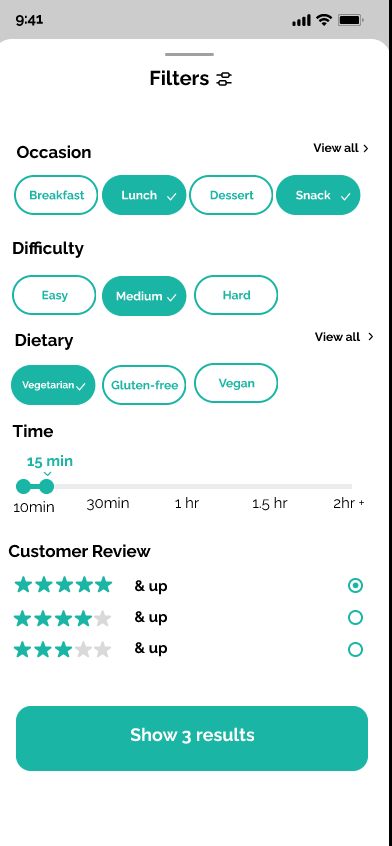 9:41
Filters
Occasion
View all
Breakfast
Lunch
Dessert
Snack
Difficulty
Easy
Medium
Hard
Dietary
View all
Vegetarian
Gluten-free
Vegan
Time
15 min
10min
30min
1 hr
1.5 hr
2hr +
Customer Review
& up
& up
& up
Show 3 results